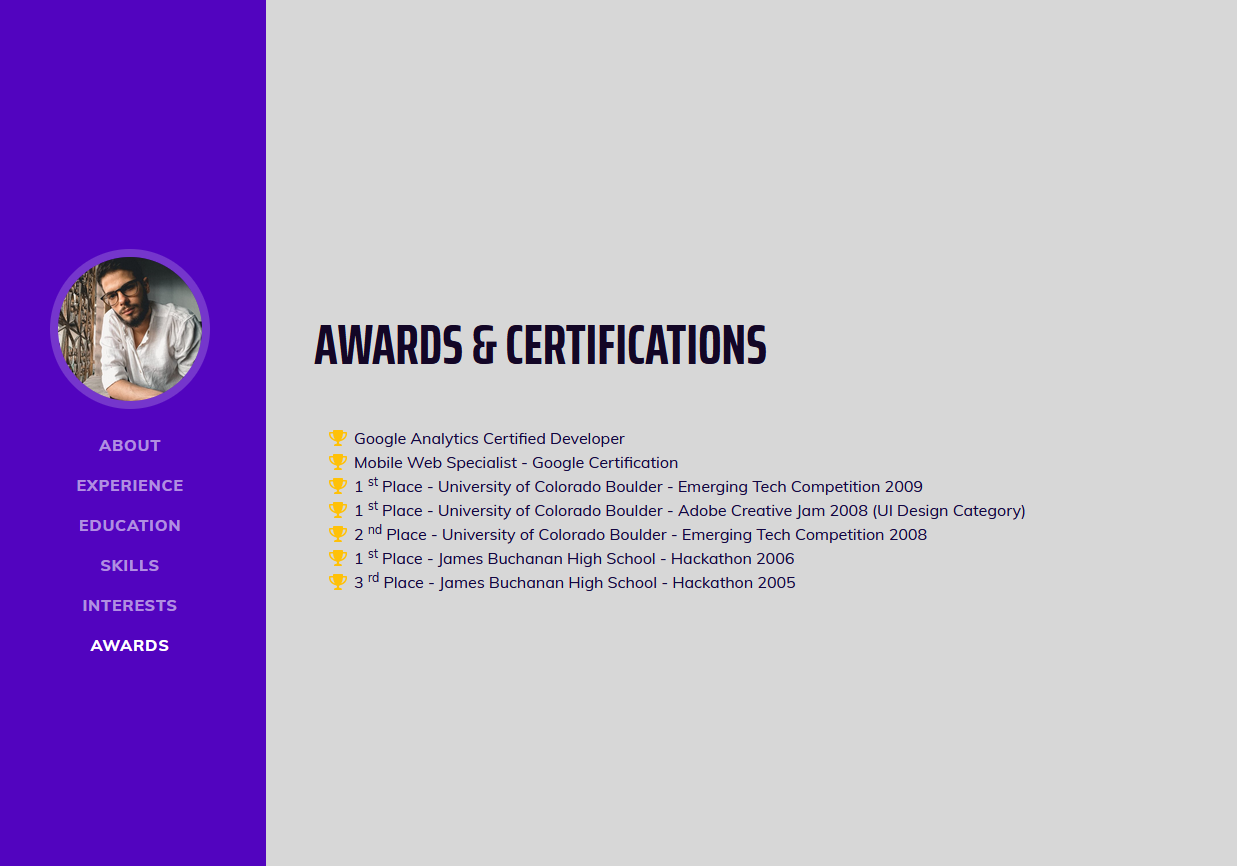 ABOUT
EXPERIENCE
EDUCATION
SKILLS
INTERESTS
AWARDS
AWARDS & CERTIFICATIONS
Google Analytics Certified Developer
Mobile Web Specialist - Google Certification
1 st Place - University of Colorado Boulder - Emerging Tech Competition 2009
1 st Place - University of Colorado Boulder - Adobe Creative Jam 2008 (UI Design Category)
2 nd Place - University of Colorado Boulder - Emerging Tech Competition 2008
1 st Place - James Buchanan High School - Hackathon 2006
3 rd Place - James Buchanan High School - Hackathon 2005